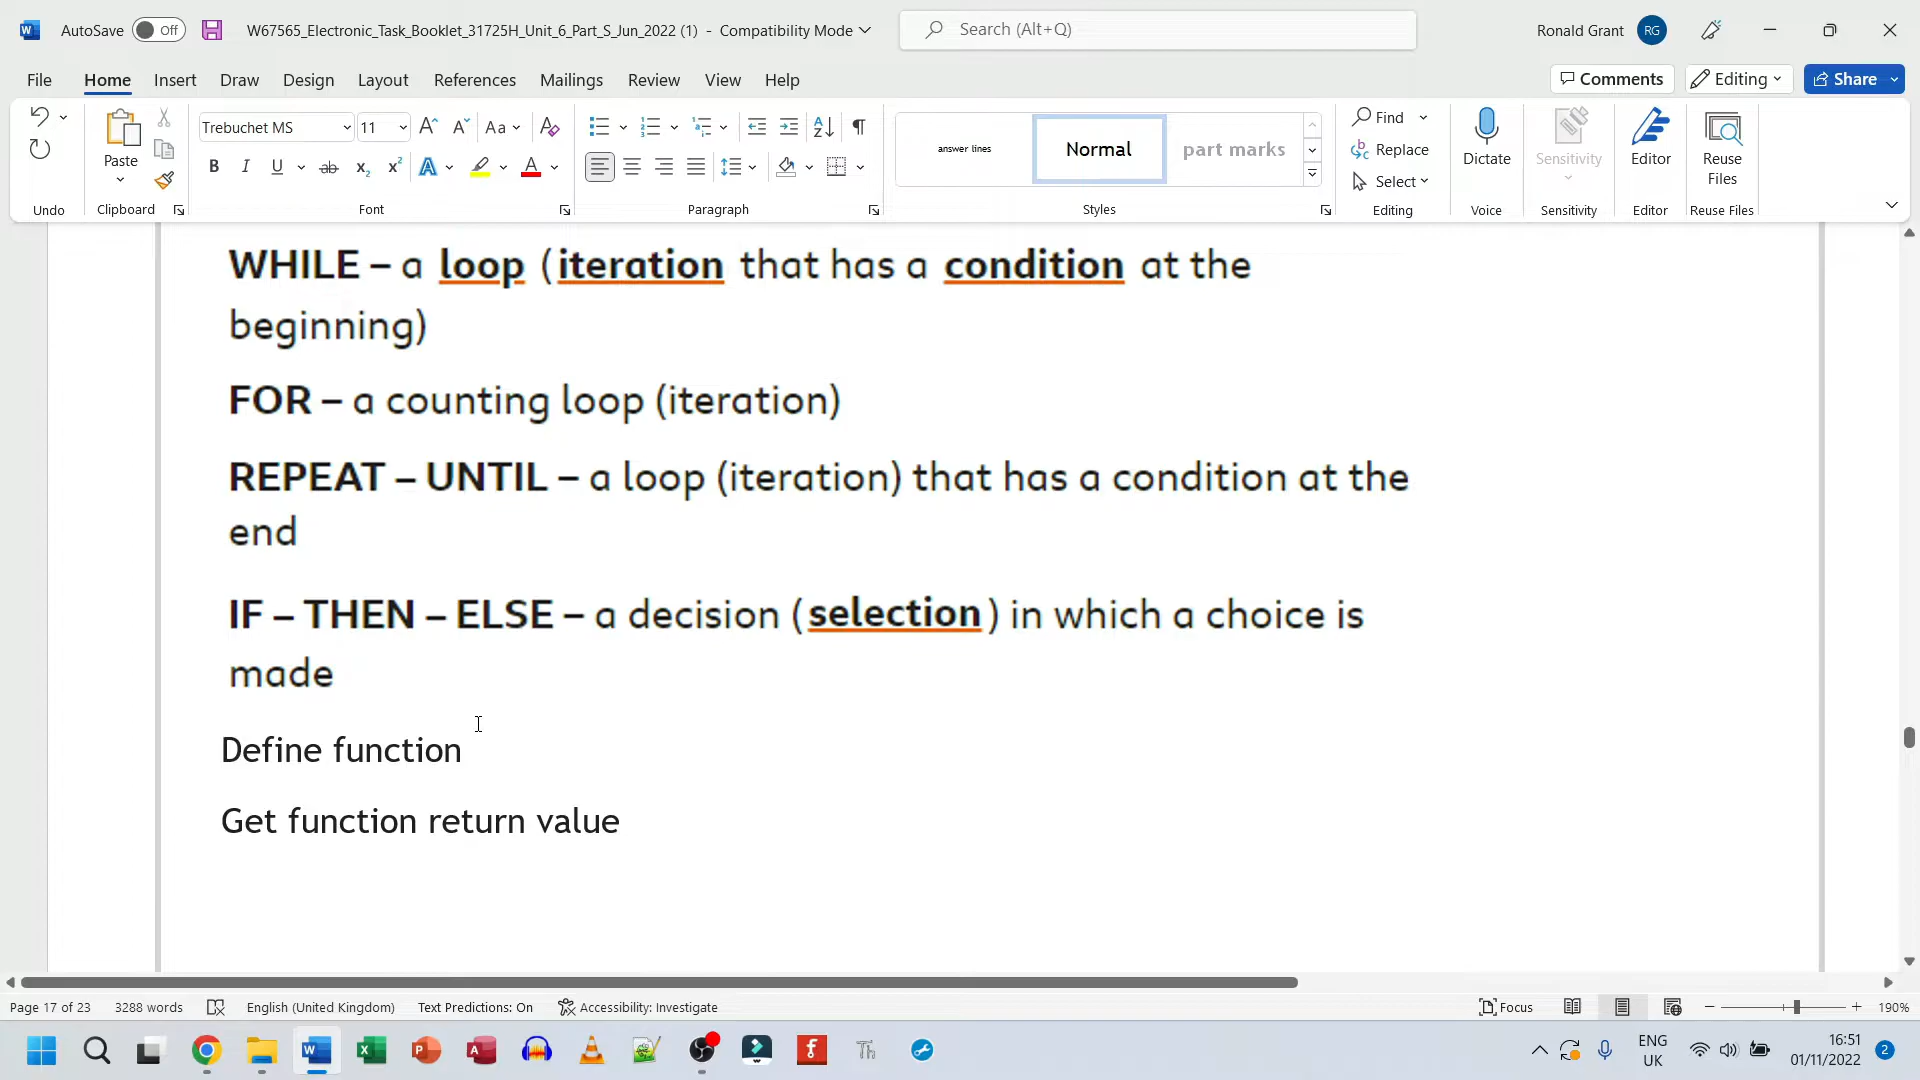 AutoSave Off W67565_Electronic_Task_Booklet_31725H_Unit_6_Part_S_Jun_2022 (1) - Compatibility Mode Search (Alt+Q) Ronald Grant RG
File Home Insert Draw Design Layout References Mailings Review View Help Comments Editing Share
Trebuchet MS 11 Aa
Paste
answer lines Normal part marks
Find
Replace
Select
Dictate Sensitivity Editor Reuse Files
Undo Clipboard Font Paragraph Styles Editing Voice Sensitivity Editor Reuse Files
WHILE – a loop (iteration that has a condition at the
beginning)
FOR – a counting loop (iteration)
REPEAT – UNTIL – a loop (iteration) that has a condition at the
end
IF – THEN – ELSE – a decision (selection) in which a choice is
made
Define function
Get function return value
Page 17 of 23 3288 words English (United Kingdom) Text Predictions: On Accessibility: Investigate Focus 190%
ENG
UK
16:51
01/11/2022
2